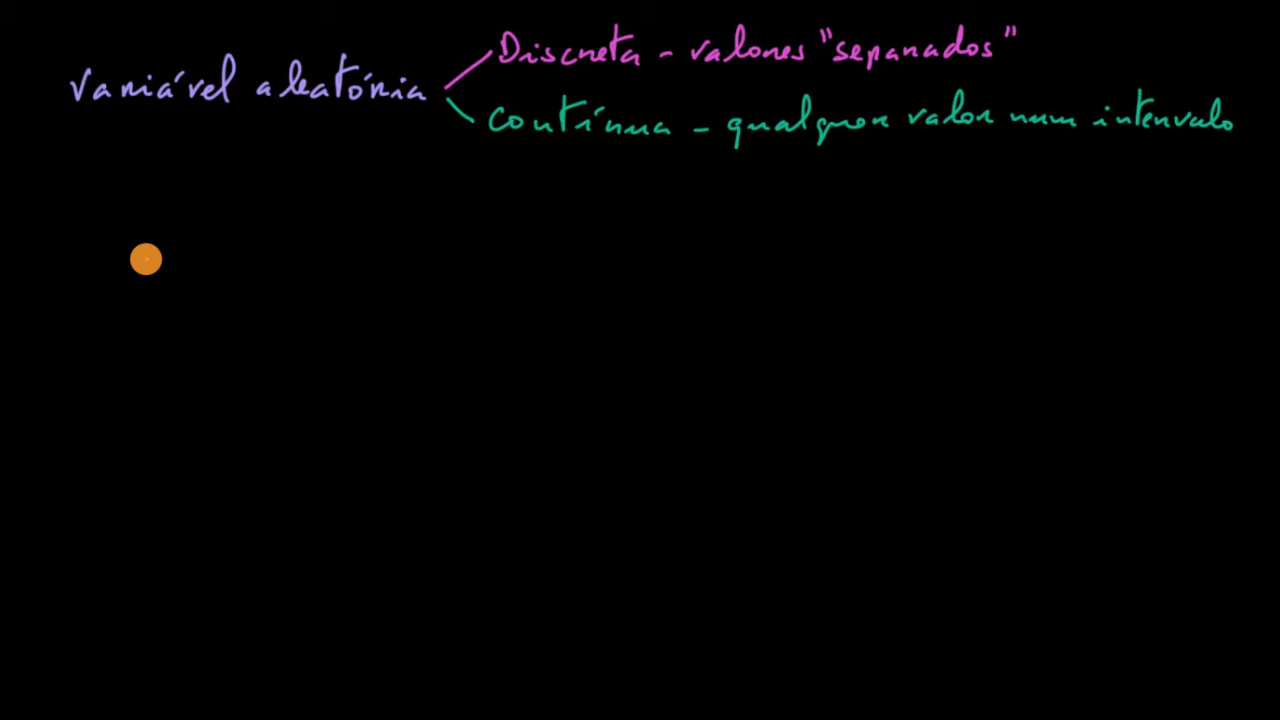 Variável aleatória
Discreta - valores "separados"
contínua - qualquer valor num intervalo